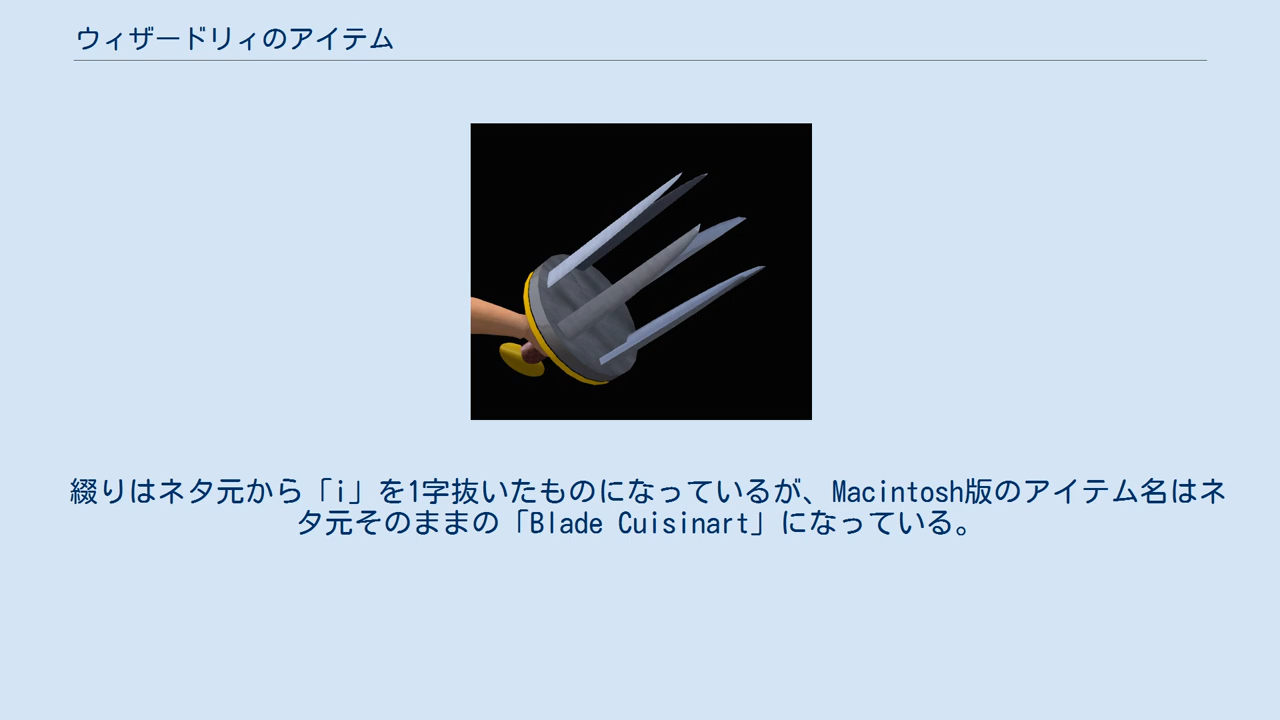 ウィザードリィのアイテム
綴りはネタ元から「i」を1字抜いたものになっているが、Macintosh版のアイテム名はネ
タ元そのままの「Blade Cuisinart」になっている。